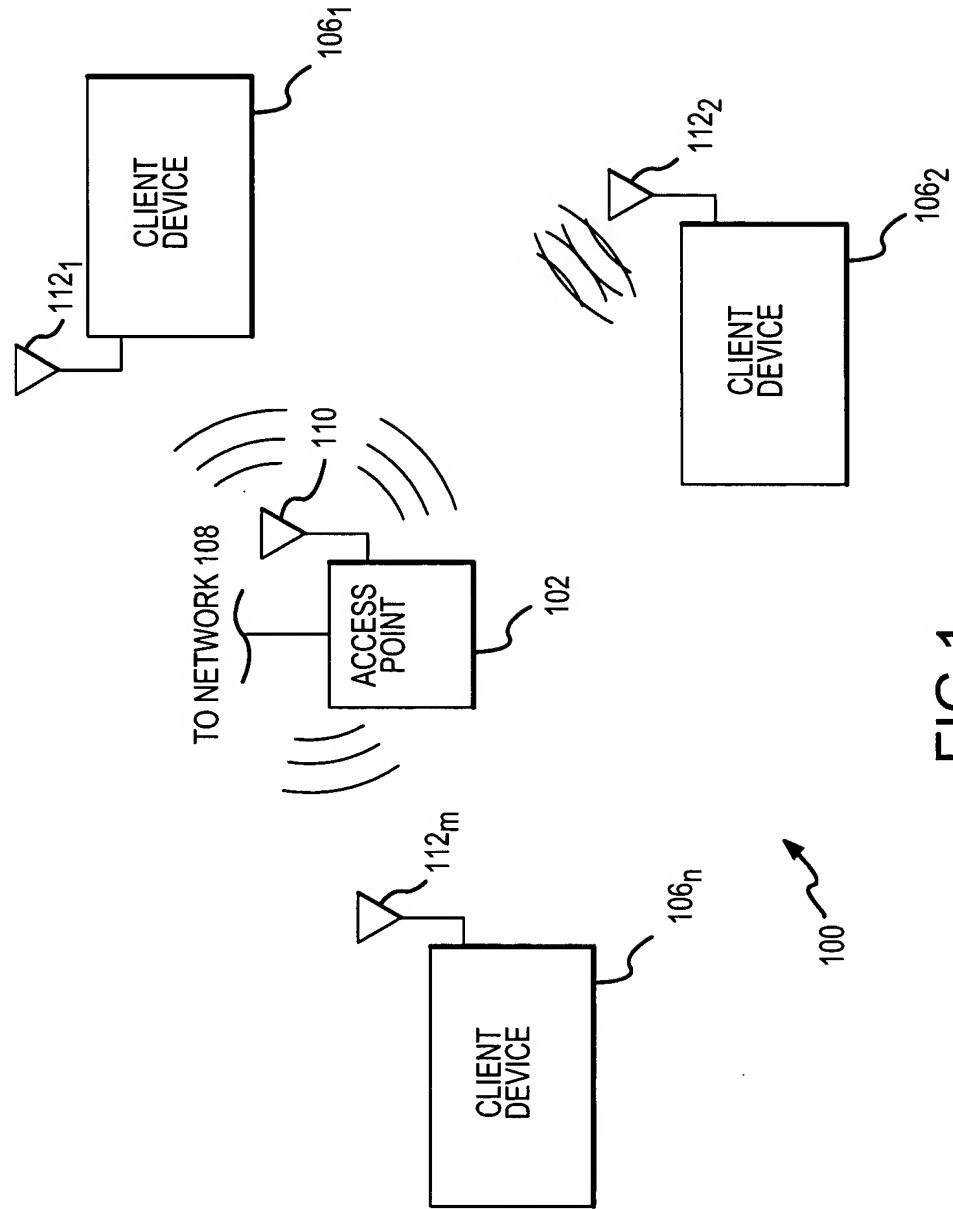 112₁
TO NETWORK 108
110
CLIENT
DEVICE
106₁
112ₘ
ACCESS
POINT
102
112₂
CLIENT
DEVICE
106ₙ
CLIENT
DEVICE
106₂
100
FIG 1